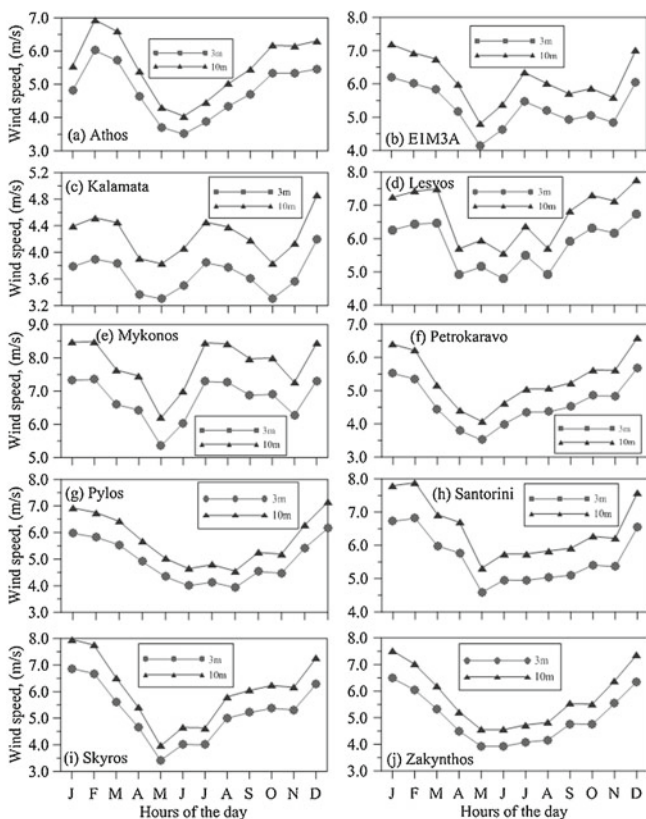 Wind speed, (m/s)
7.0
6.0
5.0
4.0
3.0
3m
10m
(a) Athos
8.0
7.0
6.0
5.0
4.0
3m
10m
(b) E1M3A
Wind speed, (m/s)
5.2
4.8
4.4
4.0
3.6
3.2
(c) Kalamata
3m
10m
8.0
7.0
6.0
5.0
4.0
(d) Lesvos
3m
10m
Wind speed, (m/s)
9.0
8.0
7.0
6.0
5.0
(e) Mykonos
3m
10m
7.0
6.0
5.0
4.0
3.0
(f) Petrokaravo
3m
10m
Wind speed, (m/s)
8.0
7.0
6.0
5.0
4.0
3.0
(g) Pylos
3m
10m
8.0
7.0
6.0
5.0
4.0
(h) Santorini
3m
10m
Wind speed, (m/s)
8.0
7.0
6.0
5.0
4.0
3.0
3m
10m
(i) Skyros
J F M A M J J A S O N D
Hours of the day
8.0
7.0
6.0
5.0
4.0
3.0
3m
10m
(j) Zakynthos
J F M A M J J A S O N D
Hours of the day